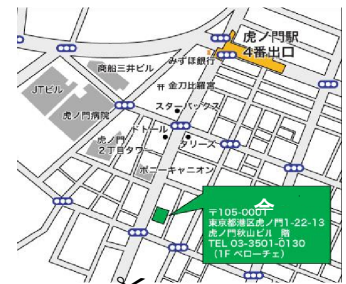 虎ノ門駅
4番出口
みずほ銀行
商船三井ビル
金刀比羅宮
JTビル
スターバックス
虎ノ門病院
ドトール
タリーズ
虎ノ門
2丁目タワー
ポニーキャニオン
〒105-0001
東京都港区虎ノ門1-22-13
虎ノ門秋山ビル 階
TEL 03-3501-0130
(1F ベローチェ)